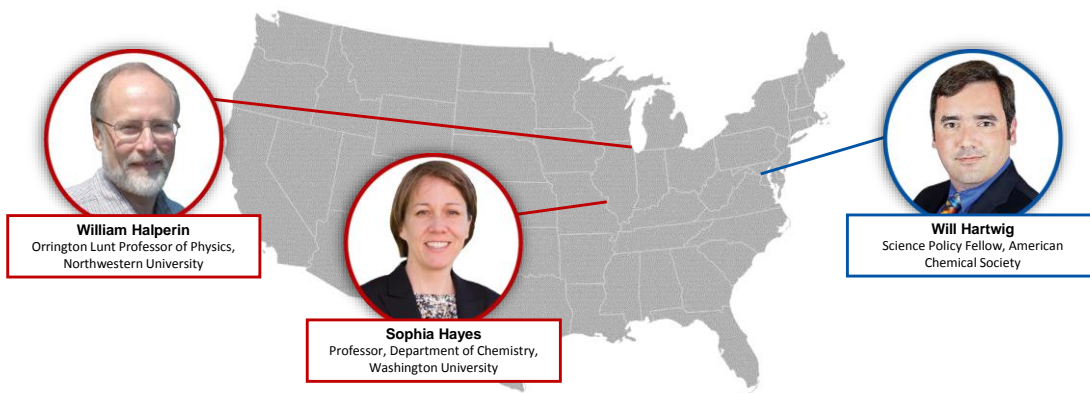 William Halperin
Orrington Lunt Professor of Physics,
Northwestern University
Sophia Hayes
Professor, Department of Chemistry,
Washington University
Will Hartwig
Science Policy Fellow, American
Chemical Society